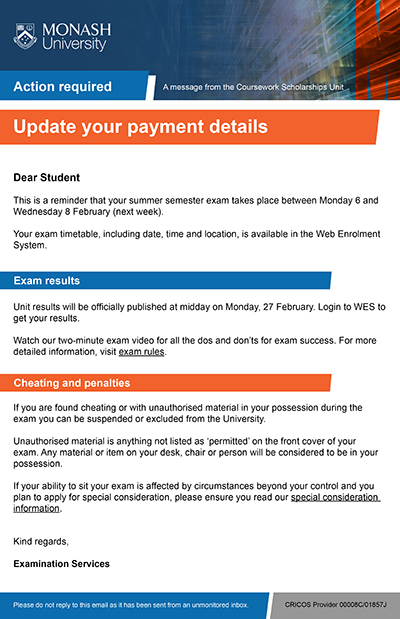 MONASH
University
Action required
A message from the Coursework Scholarships Unit
Update your payment details
Dear Student
This is a reminder that your summer semester exam takes place between Monday 6 and
Wednesday 8 February (next week).
Your exam timetable, including date, time and location, is available in the Web Enrolment
System.
Exam results
Unit results will be officially published at midday on Monday, 27 February. Login to WES to
get your results.
Watch our two-minute exam video for all the dos and don'ts for exam success. For more
detailed information, visit exam rules.
Cheating and penalties
If you are found cheating or with unauthorised material in your possession during the
exam you can be suspended or excluded from the University.
Unauthorised material is anything not listed as 'permitted' on the front cover of your
exam. Any material or item on your desk, chair or person will be considered to be in your
possession.
If your ability to sit your exam is affected by circumstances beyond your control and you
plan to apply for special consideration, please ensure you read our special consideration
information.
Kind regards,
Examination Services
Please do not reply to this email as it has been sent from an unmonitored inbox.
CRICOS Provider 00008C/01857J